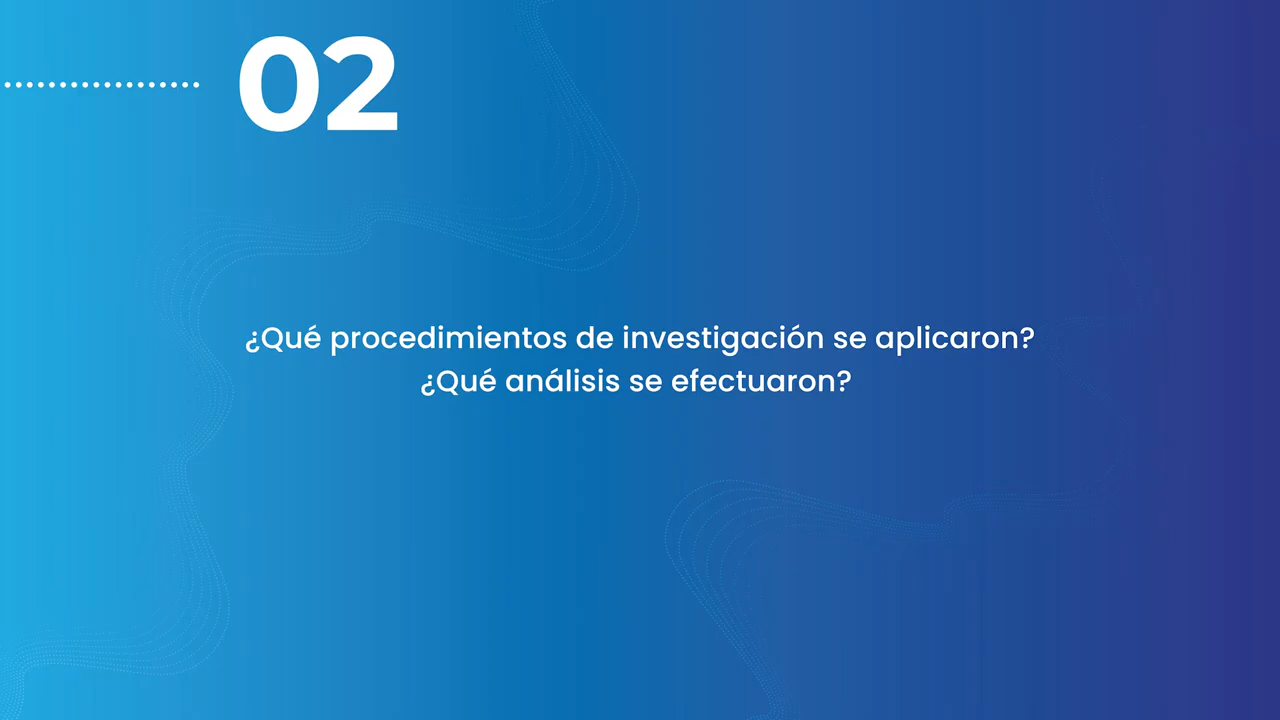 02
¿Qué procedimientos de investigación se aplicaron?
¿Qué análisis se efectuaron?